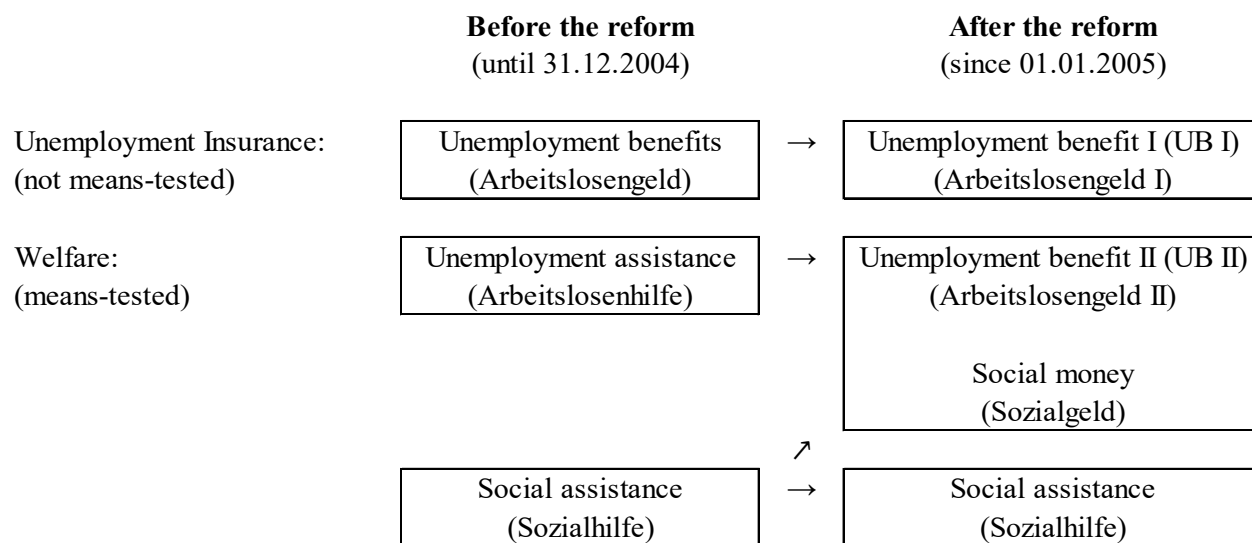 Before the reform
(until 31.12.2004)
After the reform
(since 01.01.2005)
Unemployment Insurance:
(not means-tested)
Unemployment benefits
(Arbeitslosengeld)
→
Unemployment benefit I (UB I)
(Arbeitslosengeld I)
Welfare:
(means-tested)
Unemployment assistance
(Arbeitslosenhilfe)
→
Unemployment benefit II (UB II)
(Arbeitslosengeld II)
Social money
(Sozialgeld)
↗
Social assistance
(Sozialhilfe)
→
Social assistance
(Sozialhilfe)